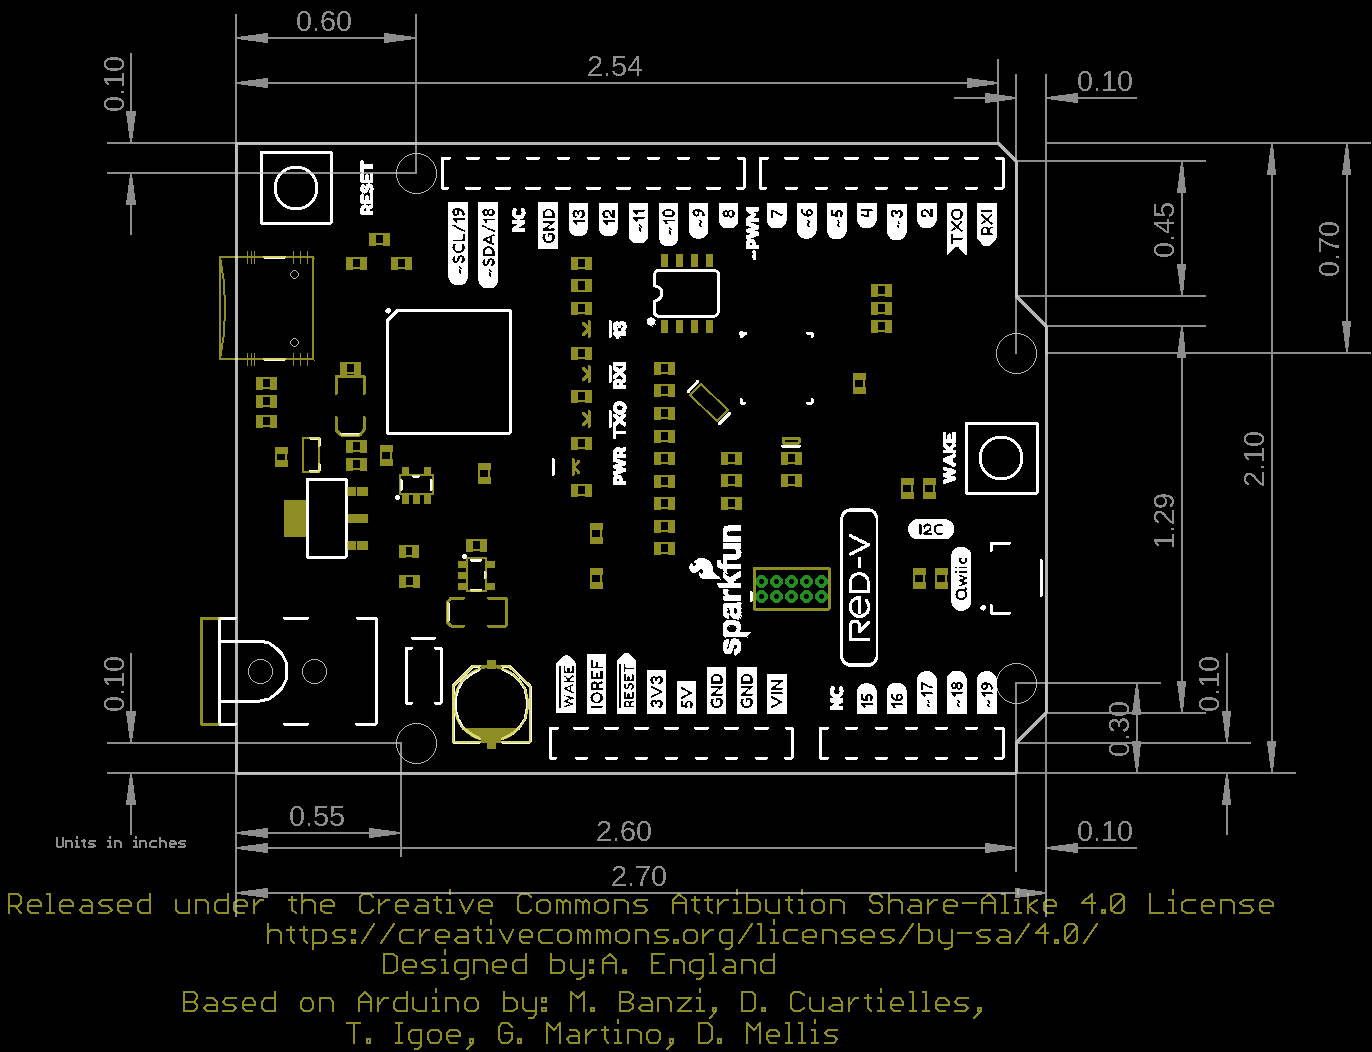 0.60
2.54
0.10
0.10
RESET
~SCL/19
~SDA/18
NC
GND
13
12
~11
~10
~9
8
~PWM
7
~6
~5
4
~3
2
TXO
RXI
0.45
0.70
13
RXI
TXO
PWR
WAKE
2.10
1.29
I2C
qwiic
RED-V
sparkfun
WAKE
IOREF
RESET
3V3
5V
GND
GND
VIN
NC
15
16
~17
~18
~19
0.10
0.10
0.30
0.55
2.60
0.10
Units in inches
2.70
Released under the Creative Commons Attribution Share-Alike 4.0 License
https://creativecommons.org/licenses/by-sa/4.0/
Designed by:A. England
Based on Arduino by: M. Banzi, D. Cuartielles,
T. Igoe, G. Martino, D. Mellis